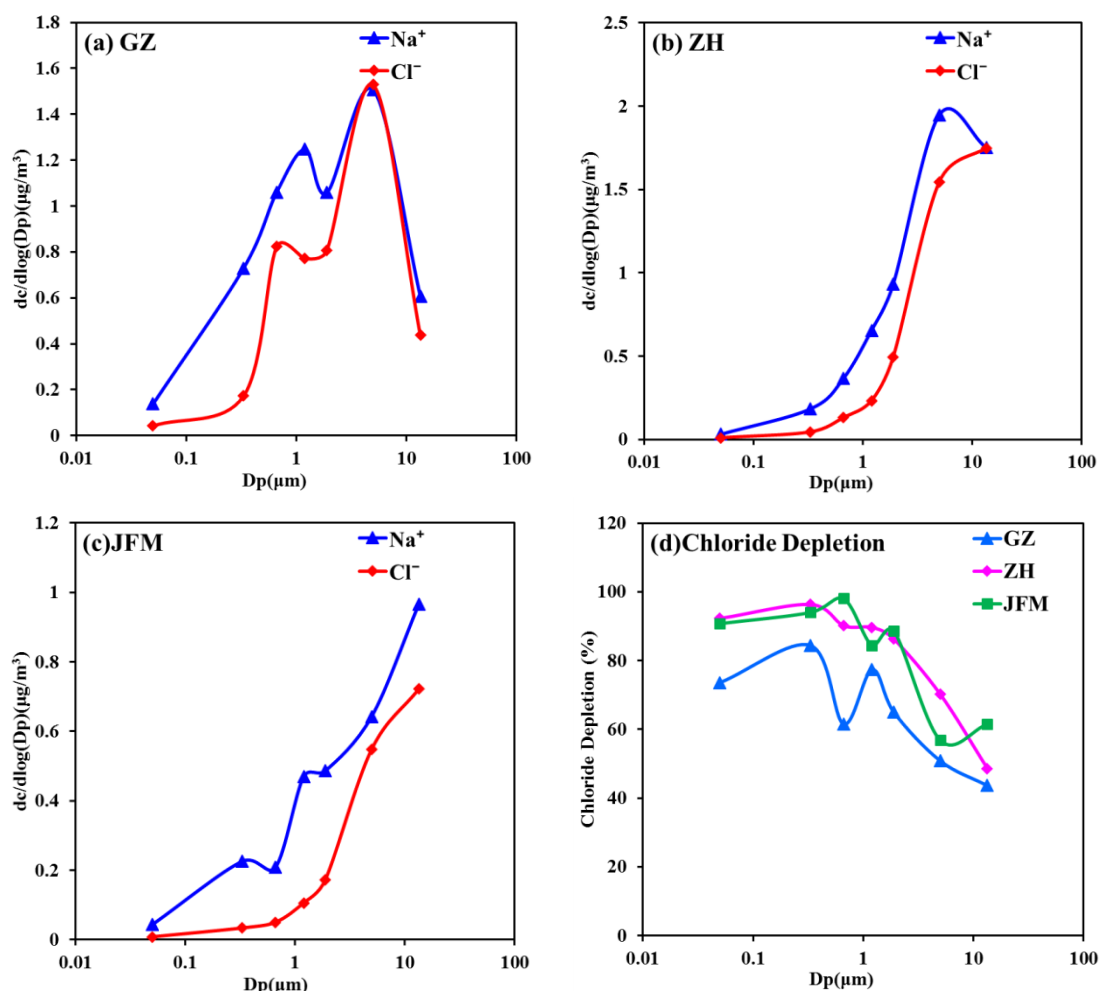 (a) GZ
Na⁺
Cl⁻
1.8
1.6
1.4
1.2
1
0.8
0.6
0.4
0.2
0
dc/dlog(Dp)(μg/m³)
0.01 0.1 1 10 100
Dp(μm)
(b) ZH
Na⁺
Cl⁻
2.5
2
1.5
1
0.5
0
dc/dlog(Dp)(μg/m³)
0.01 0.1 1 10 100
Dp(μm)
(c)JFM
Na⁺
Cl⁻
1.2
1
0.8
0.6
0.4
0.2
0
dc/dlog(Dp)(μg/m³)
0.01 0.1 1 10 100
Dp(μm)
(d)Chloride Depletion
GZ
ZH
JFM
120
100
80
60
40
20
0
Chloride Depletion (%)
0.01 0.1 1 10 100
Dp(μm)